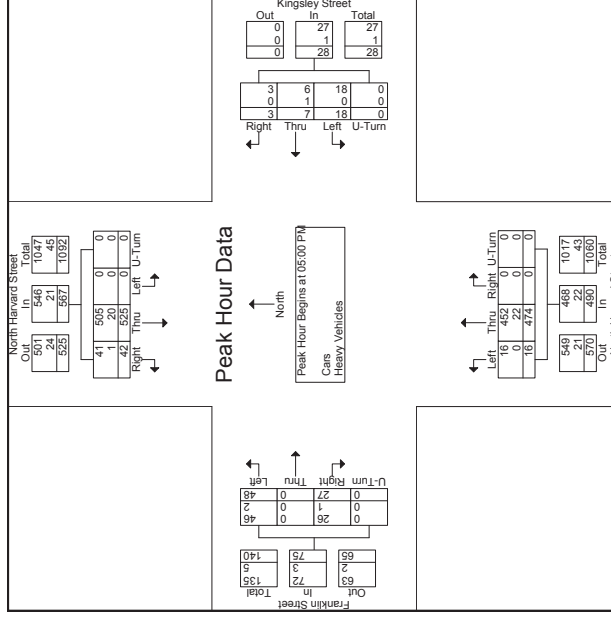 Kingsley Street
Out In Total
0 27 27
0 1 1
0 28 28
3 6 18 0
0 1 0 0
3 7 18 0
Right Thru Left U-Turn
North Harvard Street
Out In Total
501 546 1047
24 21 45
525 567 1092
41 505 0 0
1 20 0 0
42 525 0 0
Right Thru Left U-Turn
Peak Hour Data
North
Peak Hour Begins at 05:00 PM
Cars
Heavy Vehicles
Left Thru Right U-Turn
16 452 0 0
0 22 0 0
16 474 0 0
468 549 1017
21 22 43
570 490 1060
Out In Total
Left Thru Right U-Turn
48 0 27 0
2 0 1 0
46 0 26 0
140 75 65
5 3 2
135 72 63
Total In Out
Franklin Street